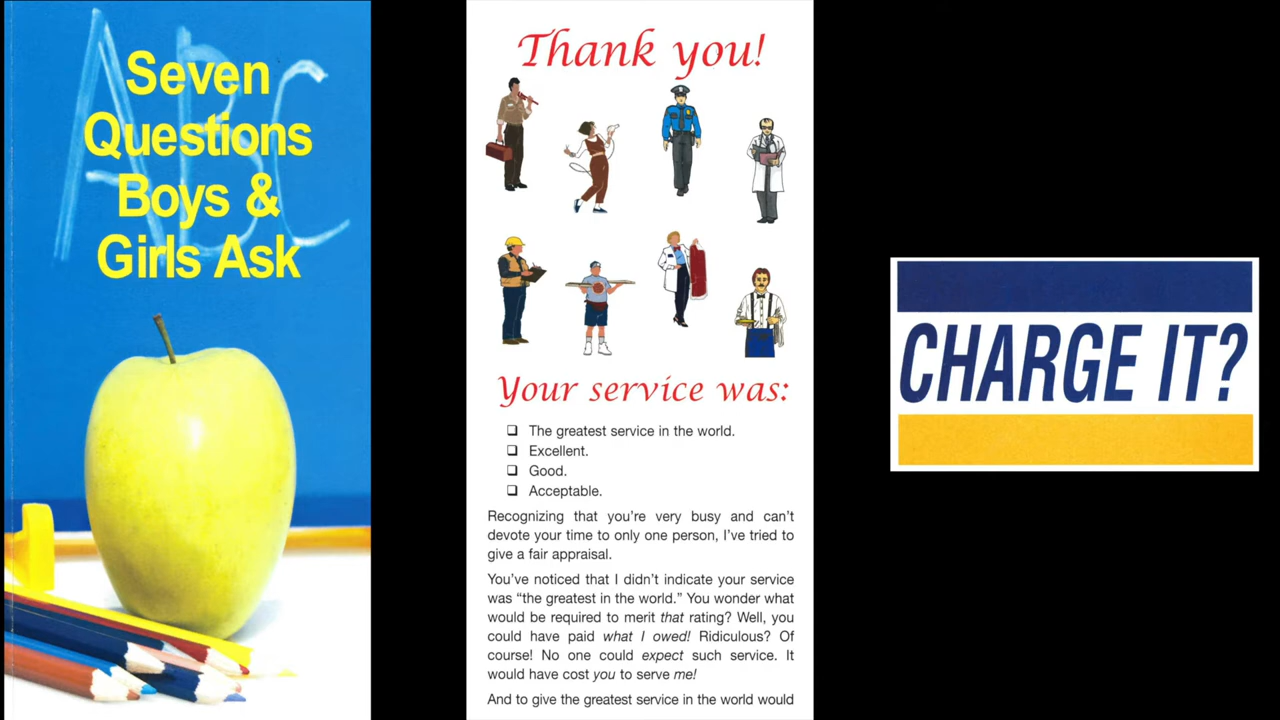 ABC
Seven
Questions
Boys &
Girls Ask
Thank you!
Your service was:
❏ The greatest service in the world.
❏ Excellent.
❏ Good.
❏ Acceptable.
Recognizing that you’re very busy and can’t
devote your time to only one person, I’ve tried to
give a fair appraisal.
You’ve noticed that I didn’t indicate your service
was “the greatest in the world.” You wonder what
would be required to merit that rating? Well, you
could have paid what I owed! Ridiculous? Of
course! No one could expect such service. It
would have cost you to serve me!
And to give the greatest service in the world would
CHARGE IT?